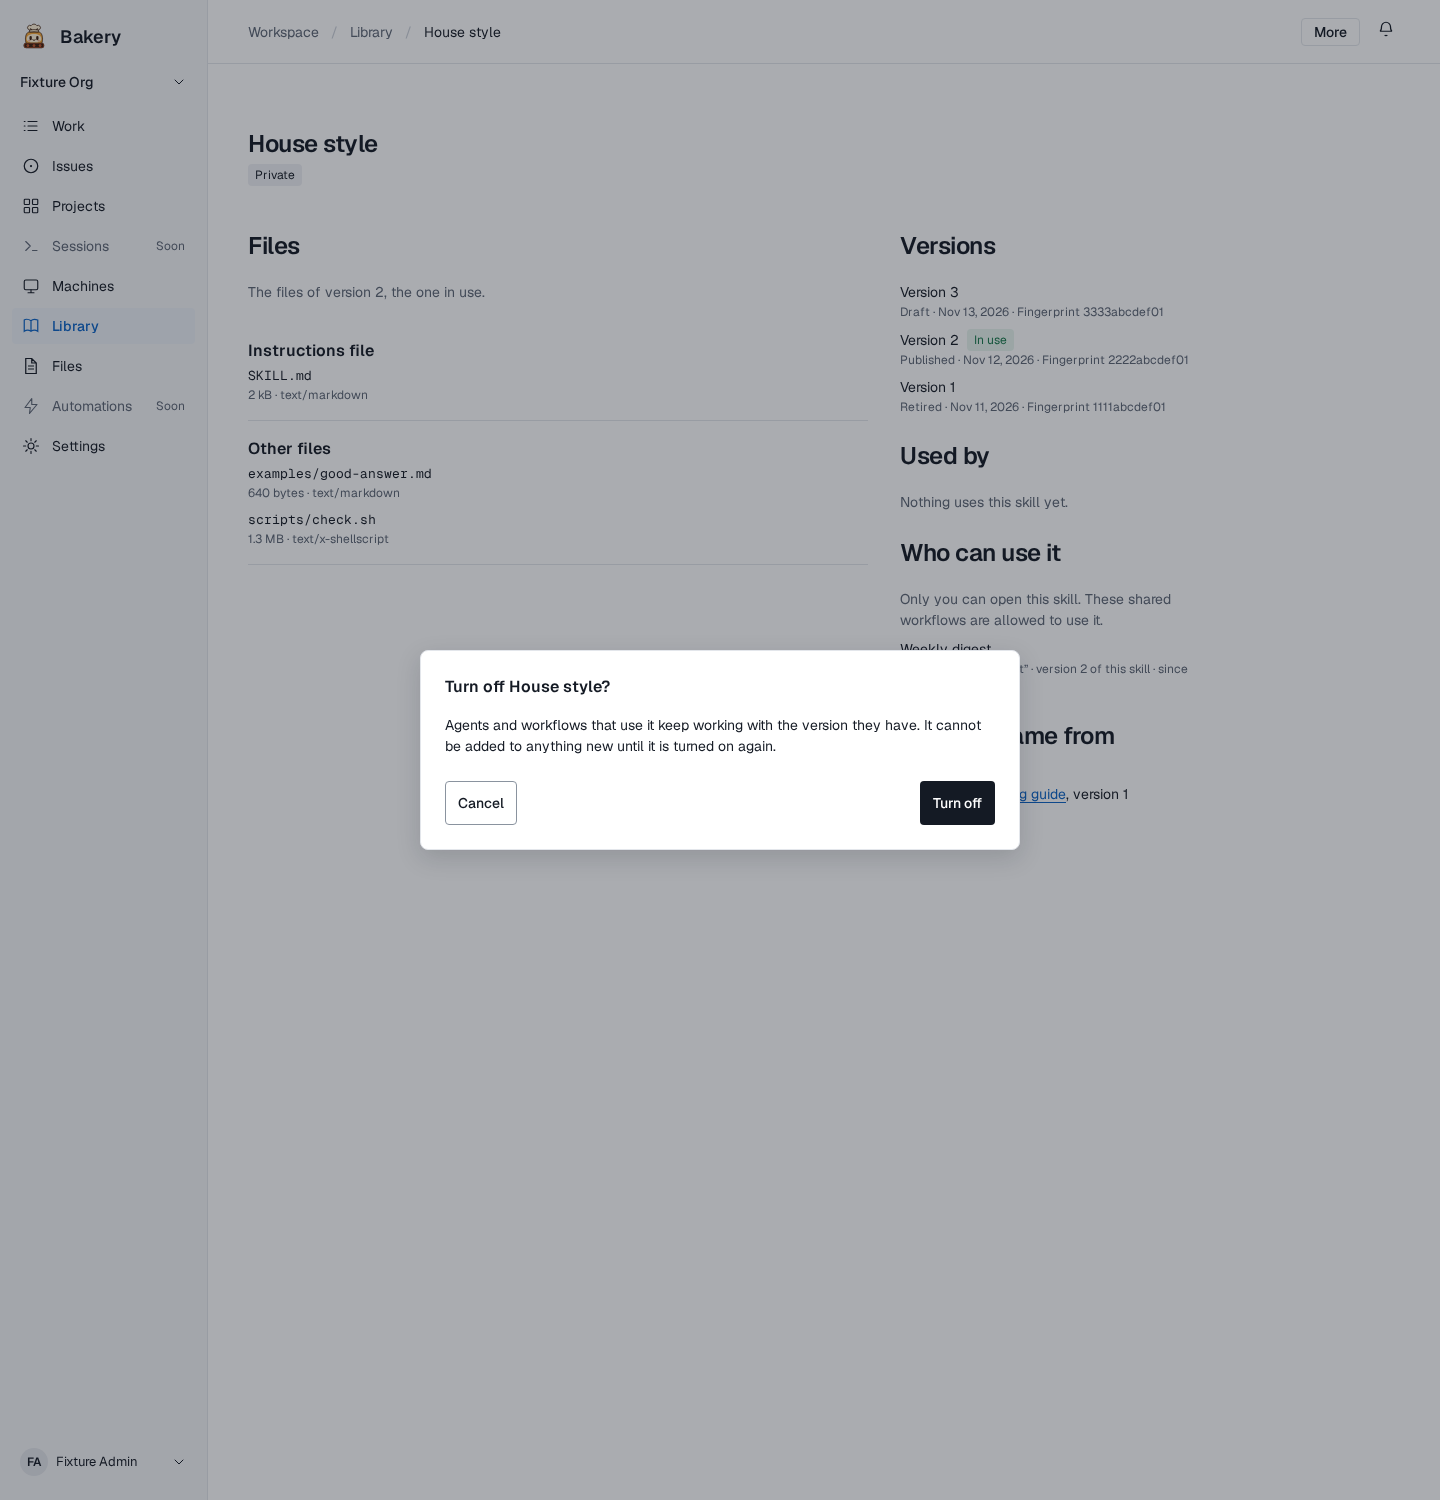 Bakery
Fixture Org
Work
Issues
Projects
Sessions Soon
Machines
Library
Files
Automations Soon
Settings
FA Fixture Admin
Workspace / Library / House style
More
House style
Private
Files
The files of version 2, the one in use.
Instructions file
SKILL.md
2 kB · text/markdown
Other files
examples/good-answer.md
640 bytes · text/markdown
scripts/check.sh
1.3 MB · text/x-shellscript
Versions
Version 3
Draft · Nov 13, 2026 · Fingerprint 3333abcdef01
Version 2 In use
Published · Nov 12, 2026 · Fingerprint 2222abcdef01
Version 1
Retired · Nov 11, 2026 · Fingerprint 1111abcdef01
Used by
Nothing uses this skill yet.
Who can use it
Only you can open this skill. These shared
workflows are allowed to use it.
Weekly digest
· version 2 of this skill · since
from
guide, version 1
Turn off House style?
Agents and workflows that use it keep working with the version they have. It cannot
be added to anything new until it is turned on again.
Cancel
Turn off